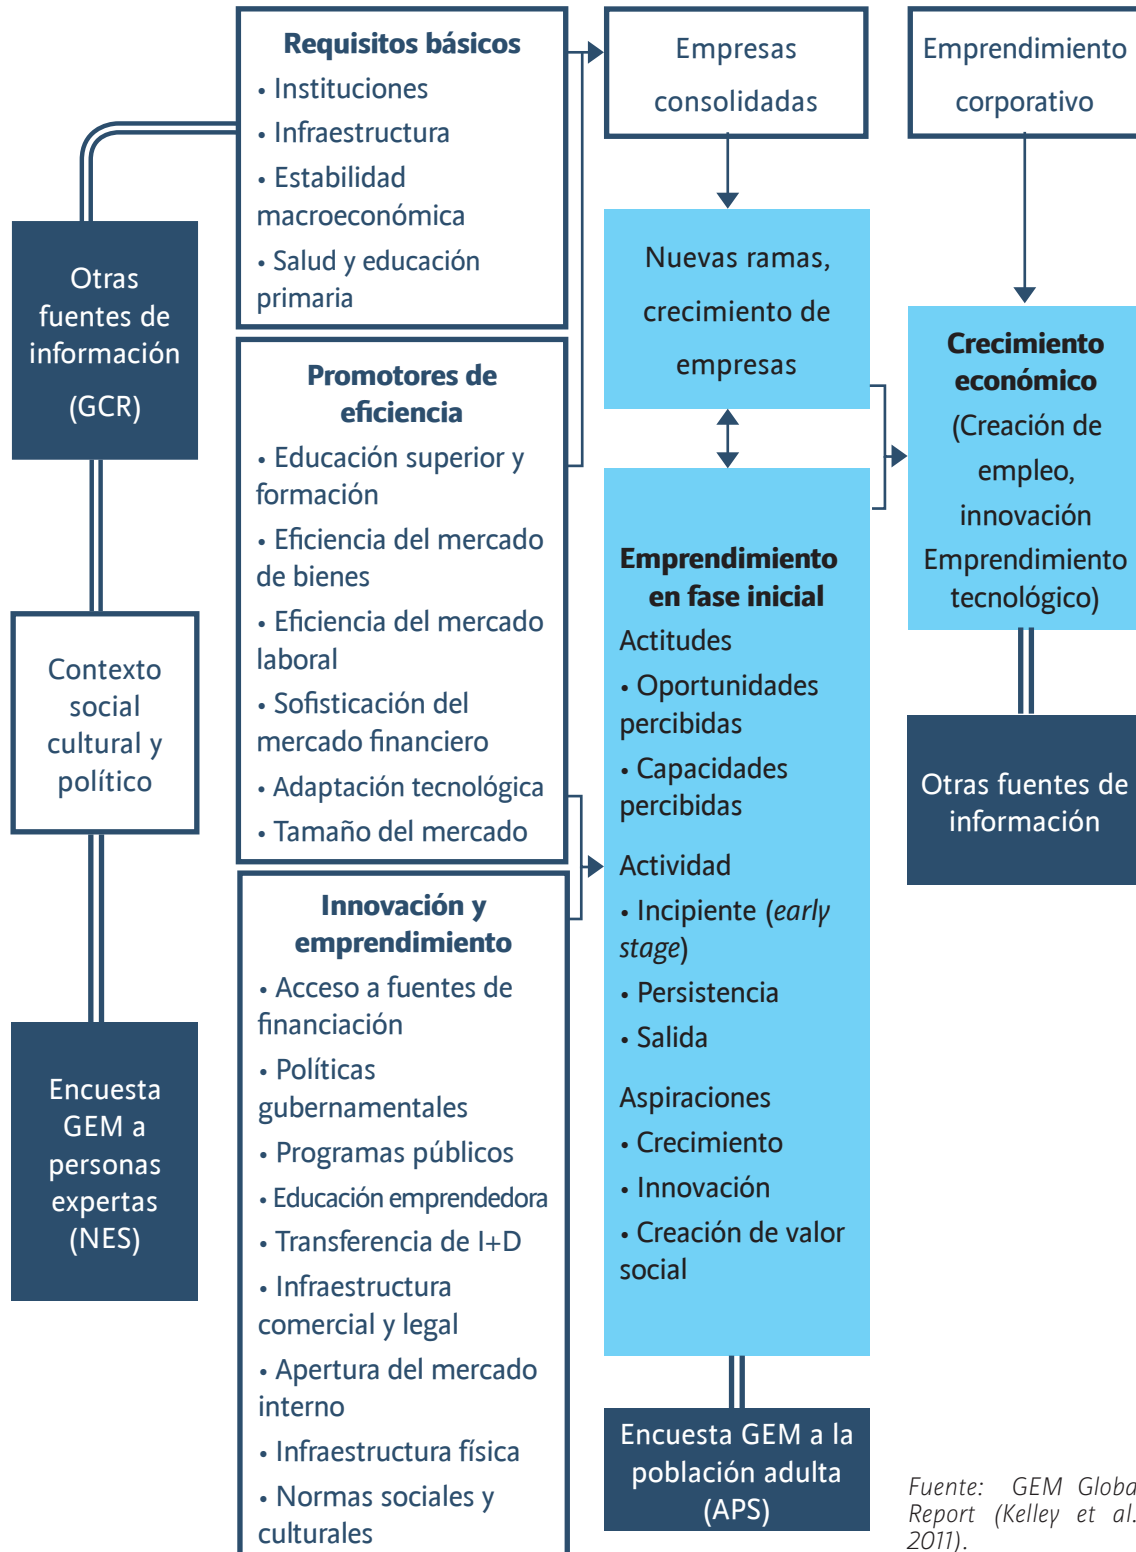 Otras
fuentes de
información
(GCR)
Contexto
social
cultural y
político
Encuesta
GEM a
personas
expertas
(NES)
Requisitos básicos
• Instituciones
• Infraestructura
• Estabilidad
macroeconómica
• Salud y educación
primaria
Promotores de
eficiencia
• Educación superior y
formación
• Eficiencia del mercado
de bienes
• Eficiencia del mercado
laboral
• Sofisticación del
mercado financiero
• Adaptación tecnológica
• Tamaño del mercado
Innovación y
emprendimiento
• Acceso a fuentes de
financiación
• Políticas
gubernamentales
• Programas públicos
• Educación emprendedora
• Transferencia de I+D
• Infraestructura
comercial y legal
• Apertura del mercado
interno
• Infraestructura física
• Normas sociales y
culturales
Empresas
consolidadas
Nuevas ramas,
crecimiento de
empresas
Emprendimiento
en fase inicial
Actitudes
• Oportunidades
percibidas
• Capacidades
percibidas
Actividad
• Incipiente (early
stage)
• Persistencia
• Salida
Aspiraciones
• Crecimiento
• Innovación
• Creación de valor
social
Encuesta GEM a la
población adulta
(APS)
Emprendimiento
corporativo
Crecimiento
económico
(Creación de
empleo,
innovación
Emprendimiento
tecnológico)
Otras fuentes de
información
Fuente: GEM Globa
Report (Kelley et al.
2011).